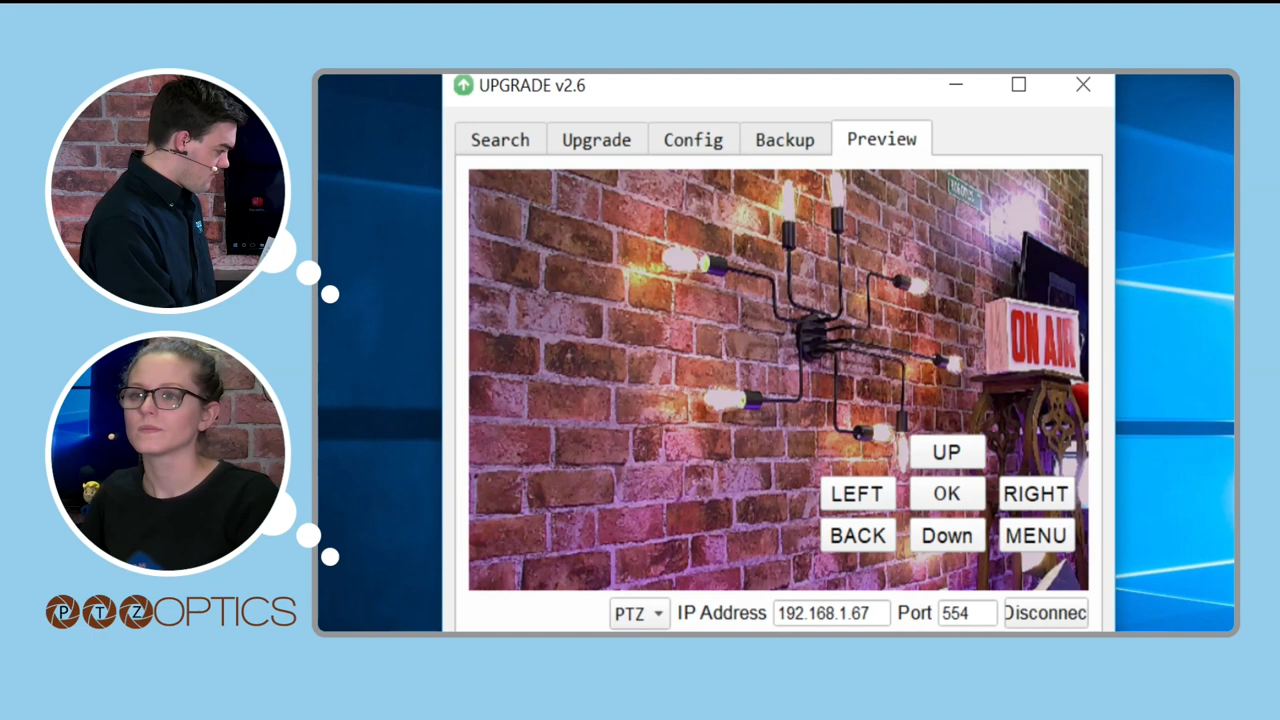 UPGRADE v2.6
Search Upgrade Config Backup Preview
ON AIR
UP
LEFT OK RIGHT
BACK Down MENU
PTZ IP Address 192.168.1.67 Port 554 Disconnec
PTZOPTICS